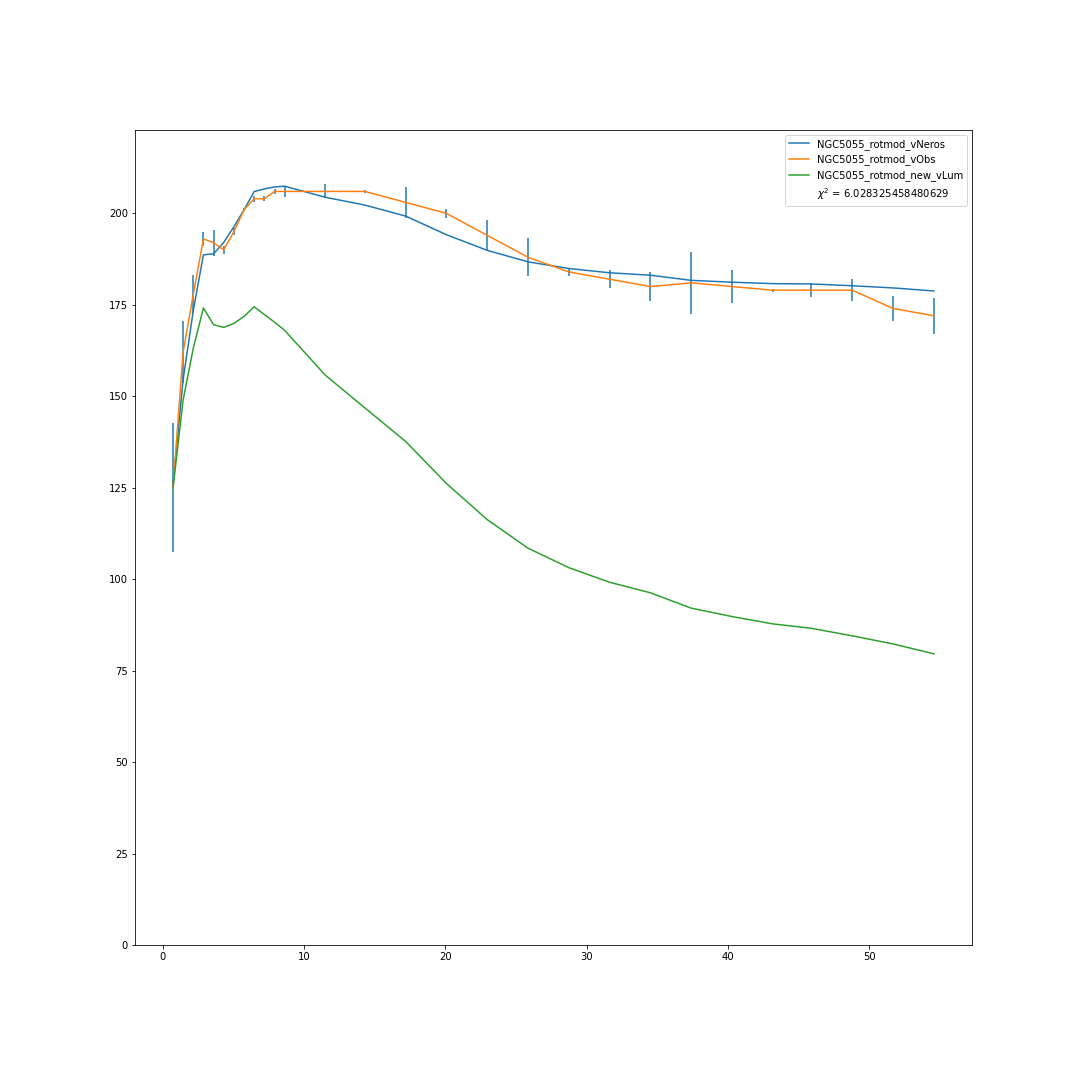 NGC5055_rotmod_vNeros
NGC5055_rotmod_vObs
NGC5055_rotmod_new_vLum
χ² = 6.028325458480629
200
175
150
125
100
75
50
25
0
0 10 20 30 40 50